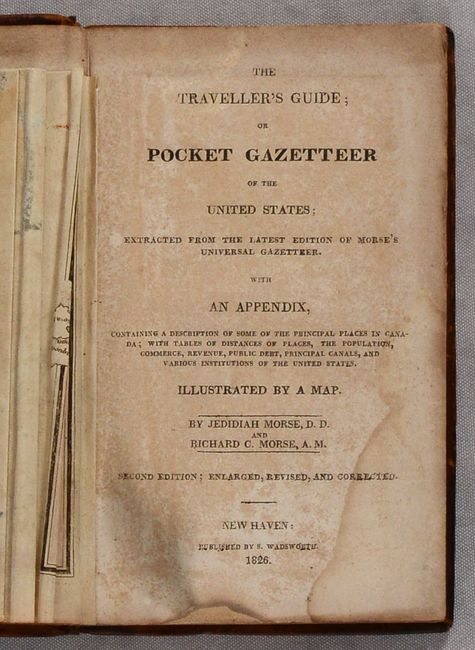 THE
TRAVELLER'S GUIDE;
OR
POCKET GAZETTEER
OF THE
UNITED STATES;
EXTRACTED FROM THE LATEST EDITION OF MORSE'S
UNIVERSAL GAZETTEER.
WITH
AN APPENDIX,
CONTAINING A DESCRIPTION OF SOME OF THE PRINCIPAL PLACES IN CANA-
DA; WITH TABLES OF DISTANCES OF PLACES, THE POPULATION,
COMMERCE, REVENUE, PUBLIC DEBT, PRINCIPAL CANALS, AND
VARIOUS INSTITUTIONS OF THE UNITED STATES.
ILLUSTRATED BY A MAP.
BY JEDIDIAH MORSE, D. D.
AND
RICHARD C. MORSE, A. M.
SECOND EDITION; ENLARGED, REVISED, AND CORRECTED.
NEW HAVEN:
PUBLISHED BY S. WADSWORTH.
1826.